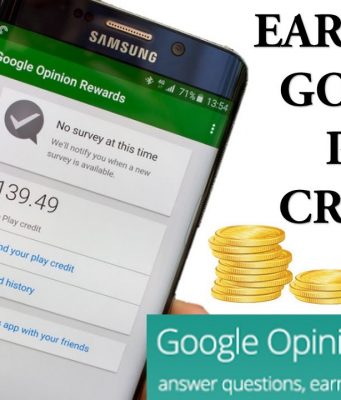 SAMSUNG
71% 13:54
Google Opinion Rewards
No survey at this time
We'll notify you when a new
survey is available.
139.49
Play credit
nd your play credit
d history
app with your friends
EAR
GO
I
CR
Google Opini
answer questions, earn